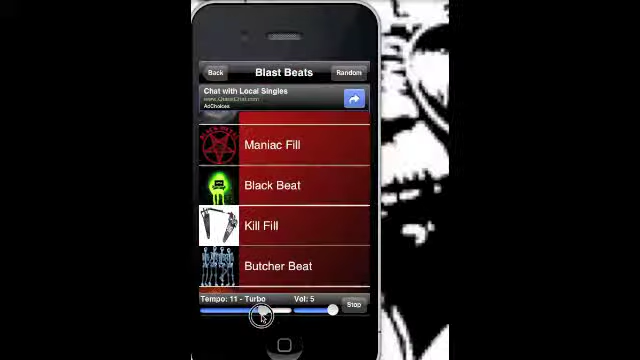 Back
Blast Beats
Random
Chat with Local Singles
AdChoices
Maniac Fill
Black Beat
Kill Fill
Butcher Beat
Tempo: 11 - Turbo
Vol: 5
Stop